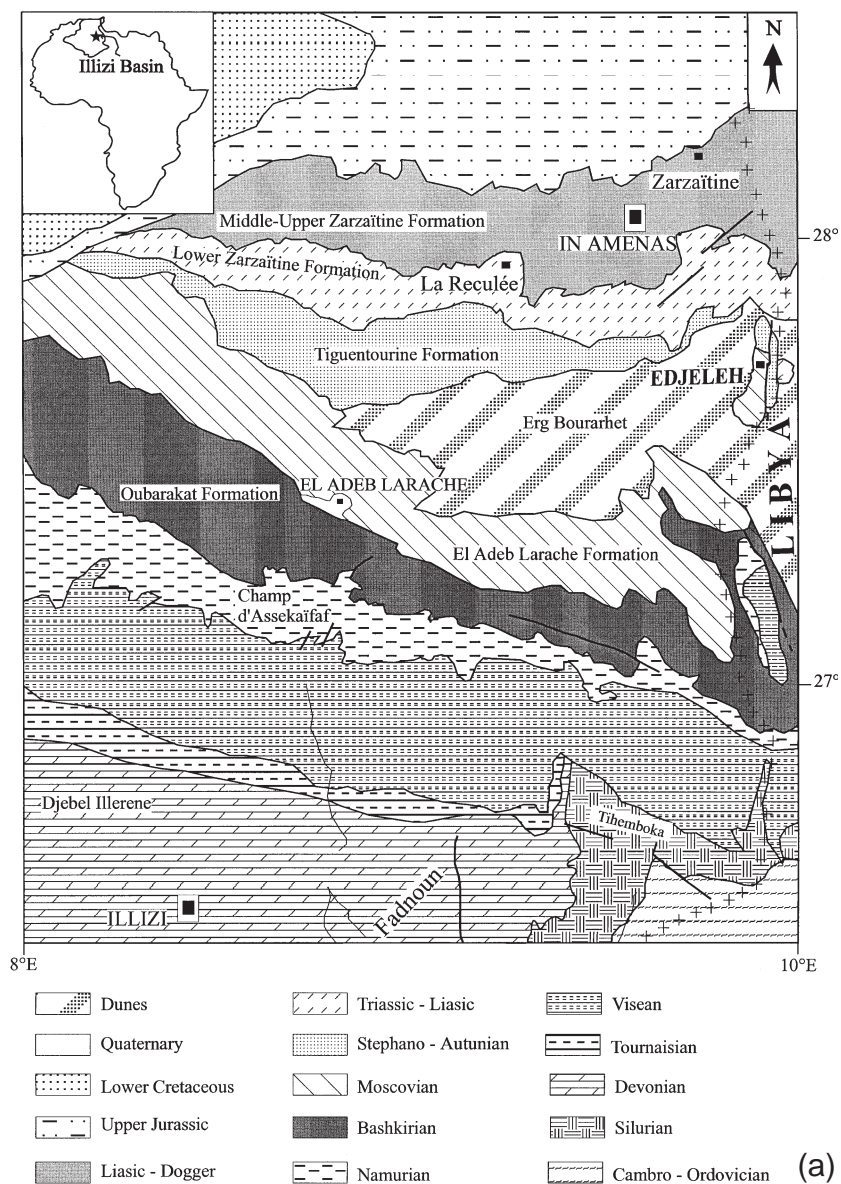 Illizi Basin
N
Zarzaïtine
Middle-Upper Zarzaïtine Formation
IN AMENAS
28°
Lower Zarzaïtine Formation
La Reculée
Tiguentourine Formation
EDJELEH
Erg Bourarhet
LIBYA
EL ADEB LARACHE
Oubarakat Formation
El Adeb Larache Formation
Champ
d'Assekaïfaf
27°
Djebel Illerene
Tihemboka
Fadnoun
ILLIZI
8°E
10°E
Dunes
Quaternary
Lower Cretaceous
Upper Jurassic
Liasic - Dogger
Triassic - Liasic
Stephano - Autunian
Moscovian
Bashkirian
Namurian
Visean
Tournaisian
Devonian
Silurian
Cambro - Ordovician
(a)